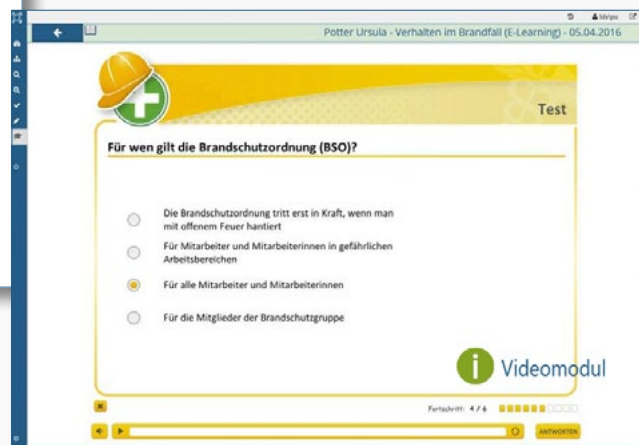 Potter Ursula - Verhalten im Brandfall (E-Learning) - 05.04.2016
Test
Für wen gilt die Brandschutzordnung (BSO)?
Die Brandschutzordnung tritt erst in Kraft, wenn man
mit offenem Feuer hantiert
Für Mitarbeiter und Mitarbeiterinnen in gefährlichen
Arbeitsbereichen
Für alle Mitarbeiter und Mitarbeiterinnen
Für die Mitglieder der Brandschutzgruppe
i Videomodul
Fortschritt: 4 / 6
ANTWORTEN